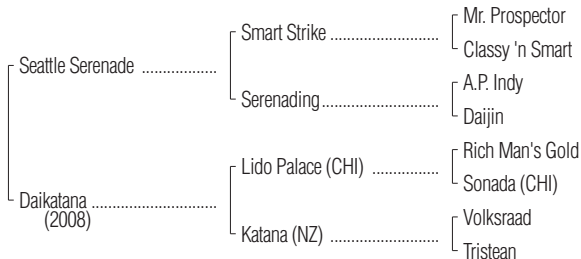 Mr. Prospector
Smart Strike ......................
Classy 'n Smart
Seattle Serenade ................
A.P. Indy
Serenading........................
Daijin
Rich Man's Gold
Lido Palace (CHI) .............
Sonada (CHI)
Daikatana ..........................
(2008)
Volksraad
Katana (NZ) ......................
Tristean